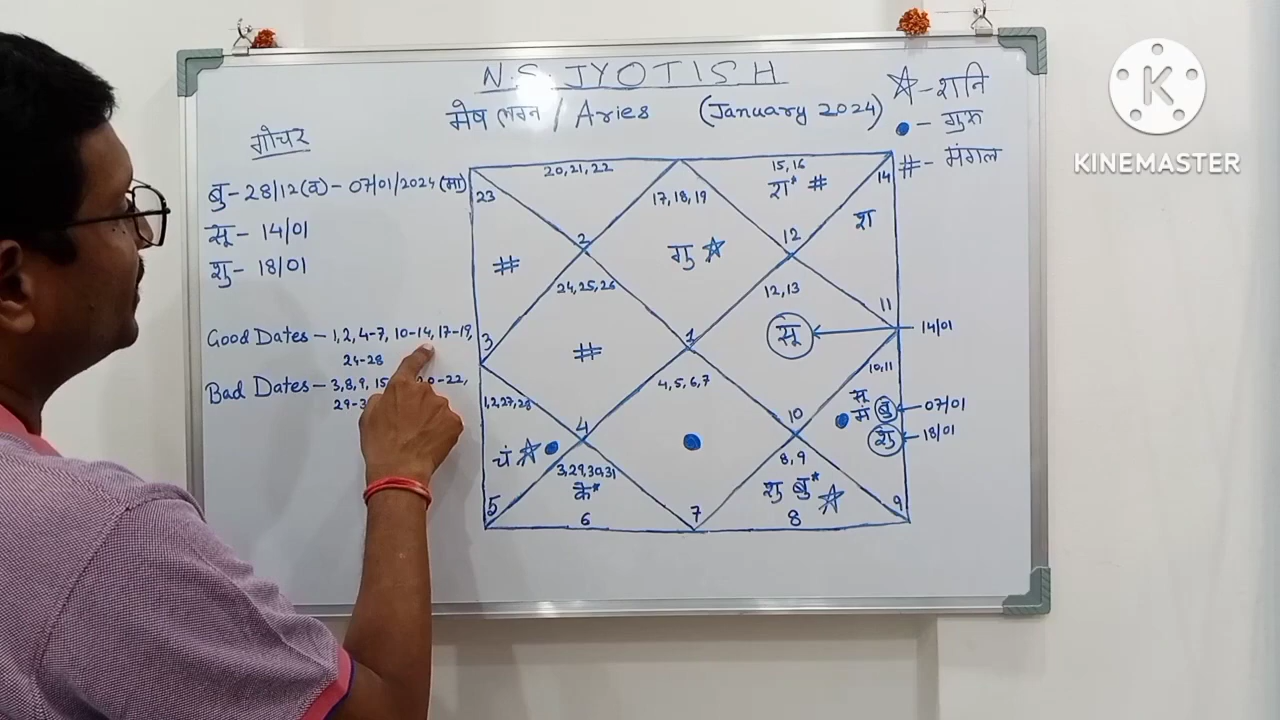 N.S. JYOTISH
मेष लग्न / Aries (January 2024)
☆ - शनि
● - गुरु
# - मंगल
K
KINEMASTER
गोचर
बु - 28/12 (व) - 07/01/2024 (मा)
सू - 14/01
शु - 18/01
Good Dates - 1, 2, 4-7, 10-14, 17-19,
24-28
Bad Dates - 3, 8, 9, 15, 20-22,
29-3
20, 21, 22
15, 16
रा* #
23
17, 18, 19
14
श
2
12
#
गु ☆
24, 25, 26
12, 13
11
सू
14/01
3
#
1
10, 11
4, 5, 6, 7
1, 2, 27, 28
सू
मं बु
07/01
शु
18/01
4
10
चं ☆ ●
3, 29, 30, 31
के*
8, 9
शु बु* ☆
5
6
7
8
9